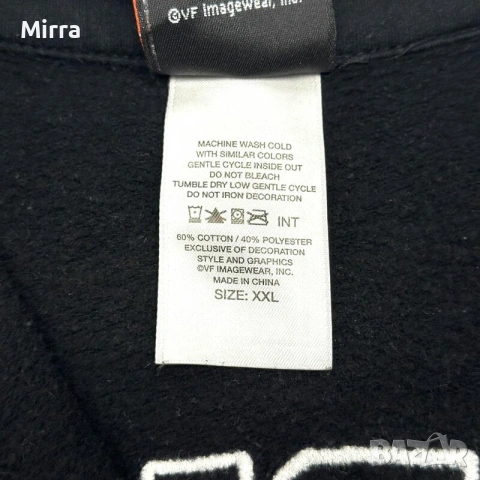 Mirra
©VF Imagewear, Inc.
MACHINE WASH COLD
WITH SIMILAR COLORS
GENTLE CYCLE INSIDE OUT
DO NOT BLEACH
TUMBLE DRY LOW GENTLE CYCLE
DO NOT IRON DECORATION
INT
60% COTTON / 40% POLYESTER
EXCLUSIVE OF DECORATION
STYLE AND GRAPHICS
©VF IMAGEWEAR, INC.
MADE IN CHINA
SIZE: XXL
BAZAR